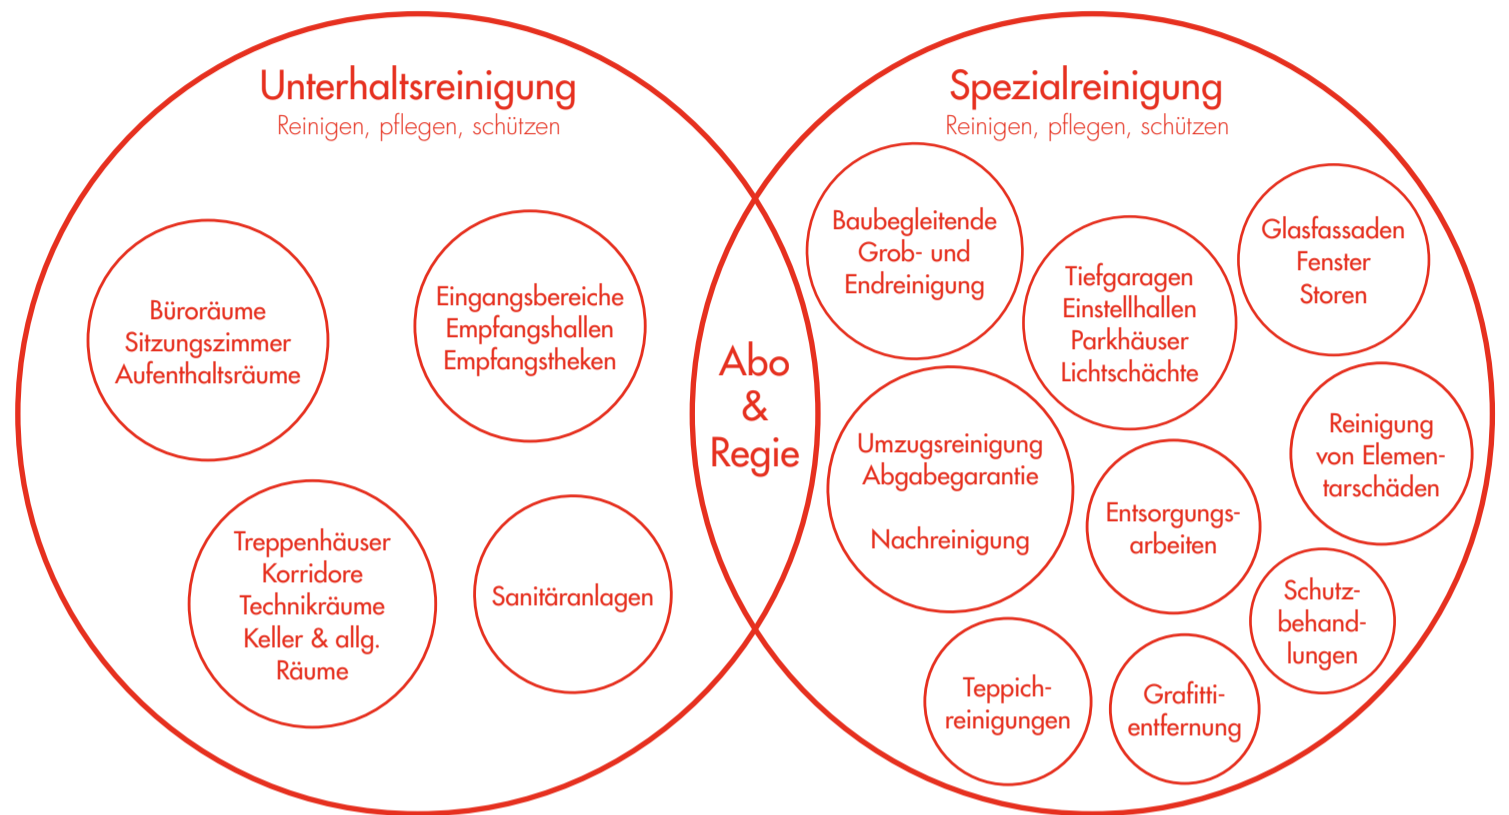 Unterhaltsreinigung
Reinigen, pflegen, schützen
Büroräume
Sitzungszimmer
Aufenthaltsräume
Eingangsbereiche
Empfangshallen
Empfangstheken
Treppenhäuser
Korridore
Technikräume
Keller & allg.
Räume
Sanitäranlagen
Abo
&
Regie
Spezialreinigung
Reinigen, pflegen, schützen
Baubegleitende
Grob- und
Endreinigung
Tiefgaragen
Einstellhallen
Parkhäuser
Lichtschächte
Glasfassaden
Fenster
Storen
Umzugsreinigung
Abgabegarantie
Nachreinigung
Entsorgungs-
arbeiten
Reinigung
von Elemen-
tarschäden
Schutz-
behand-
lungen
Teppich-
reinigungen
Grafitti-
entfernung